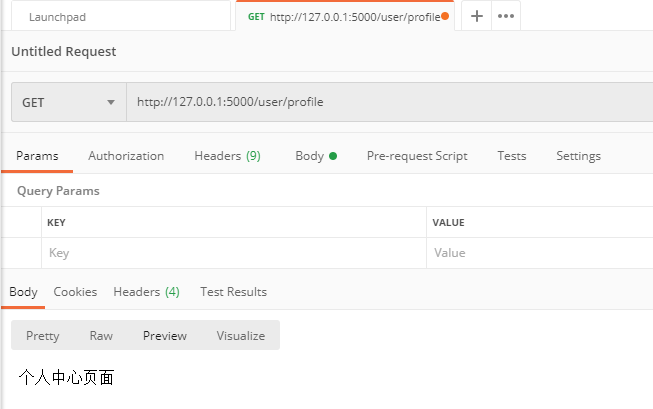 Launchpad GET http://127.0.0.1:5000/user/profile
Untitled Request
GET http://127.0.0.1:5000/user/profile
Params Authorization Headers (9) Body Pre-request Script Tests Settings
Query Params
KEY VALUE
Key Value
Body Cookies Headers (4) Test Results
Pretty Raw Preview Visualize
个人中心页面